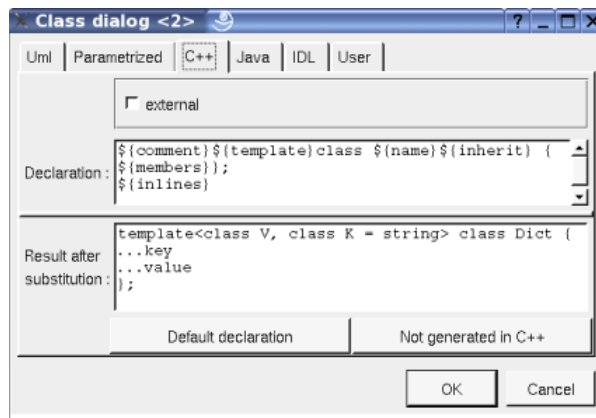 Class dialog <2>
Uml Parametrized C++ Java IDL User
external
Declaration :
${comment}${template}class ${name}${inherit} {
${members}};
${inlines}
Result after
substitution :
template<class V, class K = string> class Dict {
...key
...value
};
Default declaration Not generated in C++
OK Cancel